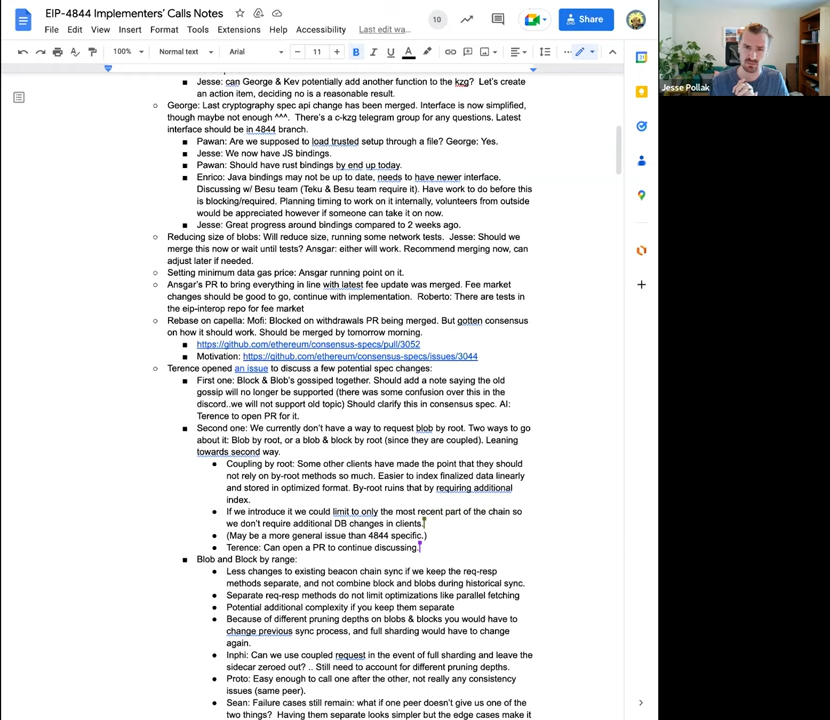 EIP-4844 Implementers' Calls Notes
10
Share
File Edit View Insert Format Tools Extensions Help Accessibility Last edit wa...
Jesse Pollak
100% Normal text Arial 11 B I U A
Jesse: can George & Kev potentially add another function to the kzg? Let's create
an action item, deciding no is a reasonable result.
George: Last cryptography spec api change has been merged. Interface is now simplified,
though maybe not enough ^^^. There's a c-kzg telegram group for any questions. Latest
interface should be in 4844 branch.
Pawan: Are we supposed to load trusted setup through a file? George: Yes.
Jesse: We now have JS bindings.
Pawan: Should have rust bindings by end up today.
Enrico: Java bindings may not be up to date, needs to have newer interface.
Discussing w/ Besu team (Teku & Besu team require it). Have work to do before this
is blocking/required. Planning timing to work on it internally, volunteers from outside
would be appreciated however if someone can take it on now.
Jesse: Great progress around bindings compared to 2 weeks ago.
Reducing size of blobs: Will reduce size, running some network tests. Jesse: Should we
merge this now or wait until tests? Ansgar: either will work. Recommend merging now, can
adjust later if needed.
Setting minimum data gas price: Ansgar running point on it.
Ansgar's PR to bring everything in line with latest fee update was merged. Fee market
changes should be good to go, continue with implementation. Roberto: There are tests in
the eip-interop repo for fee market
Rebase on capella: Mofi: Blocked on withdrawals PR being merged. But gotten consensus
on how it should work. Should be merged by tomorrow morning.
https://github.com/ethereum/consensus-specs/pull/3052
Motivation: https://github.com/ethereum/consensus-specs/issues/3044
Terence opened an issue to discuss a few potential spec changes:
First one: Block & Blob's gossiped together. Should add a note saying the old
gossip will no longer be supported (there was some confusion over this in the
discord..we will not support old topic) Should clarify this in consensus spec. AI:
Terence to open PR for it.
Second one: We currently don't have a way to request blob by root. Two ways to go
about it: Blob by root, or a blob & block by root (since they are coupled). Leaning
towards second way.
Coupling by root: Some other clients have made the point that they should
not rely on by-root methods so much. Easier to index finalized data linearly
and stored in optimized format. By-root ruins that by requiring additional
index.
If we introduce it we could limit to only the most recent part of the chain so
we don't require additional DB changes in clients.
(May be a more general issue than 4844 specific.)
Terence: Can open a PR to continue discussing.
Blob and Block by range:
Less changes to existing beacon chain sync if we keep the req-resp
methods separate, and not combine block and blobs during historical sync.
Separate req-resp methods do not limit optimizations like parallel fetching
Potential additional complexity if you keep them separate
Because of different pruning depths on blobs & blocks you would have to
change previous sync process, and full sharding would have to change
again.
Inphi: Can we use coupled request in the event of full sharding and leave the
sidecar zeroed out? .. Still need to account for different pruning depths.
Proto: Easy enough to call one after the other, not really any consistency
issues (same peer).
Sean: Failure cases still remain: what if one peer doesn't give us one of the
two things? Having them separate looks simpler but the edge cases make it